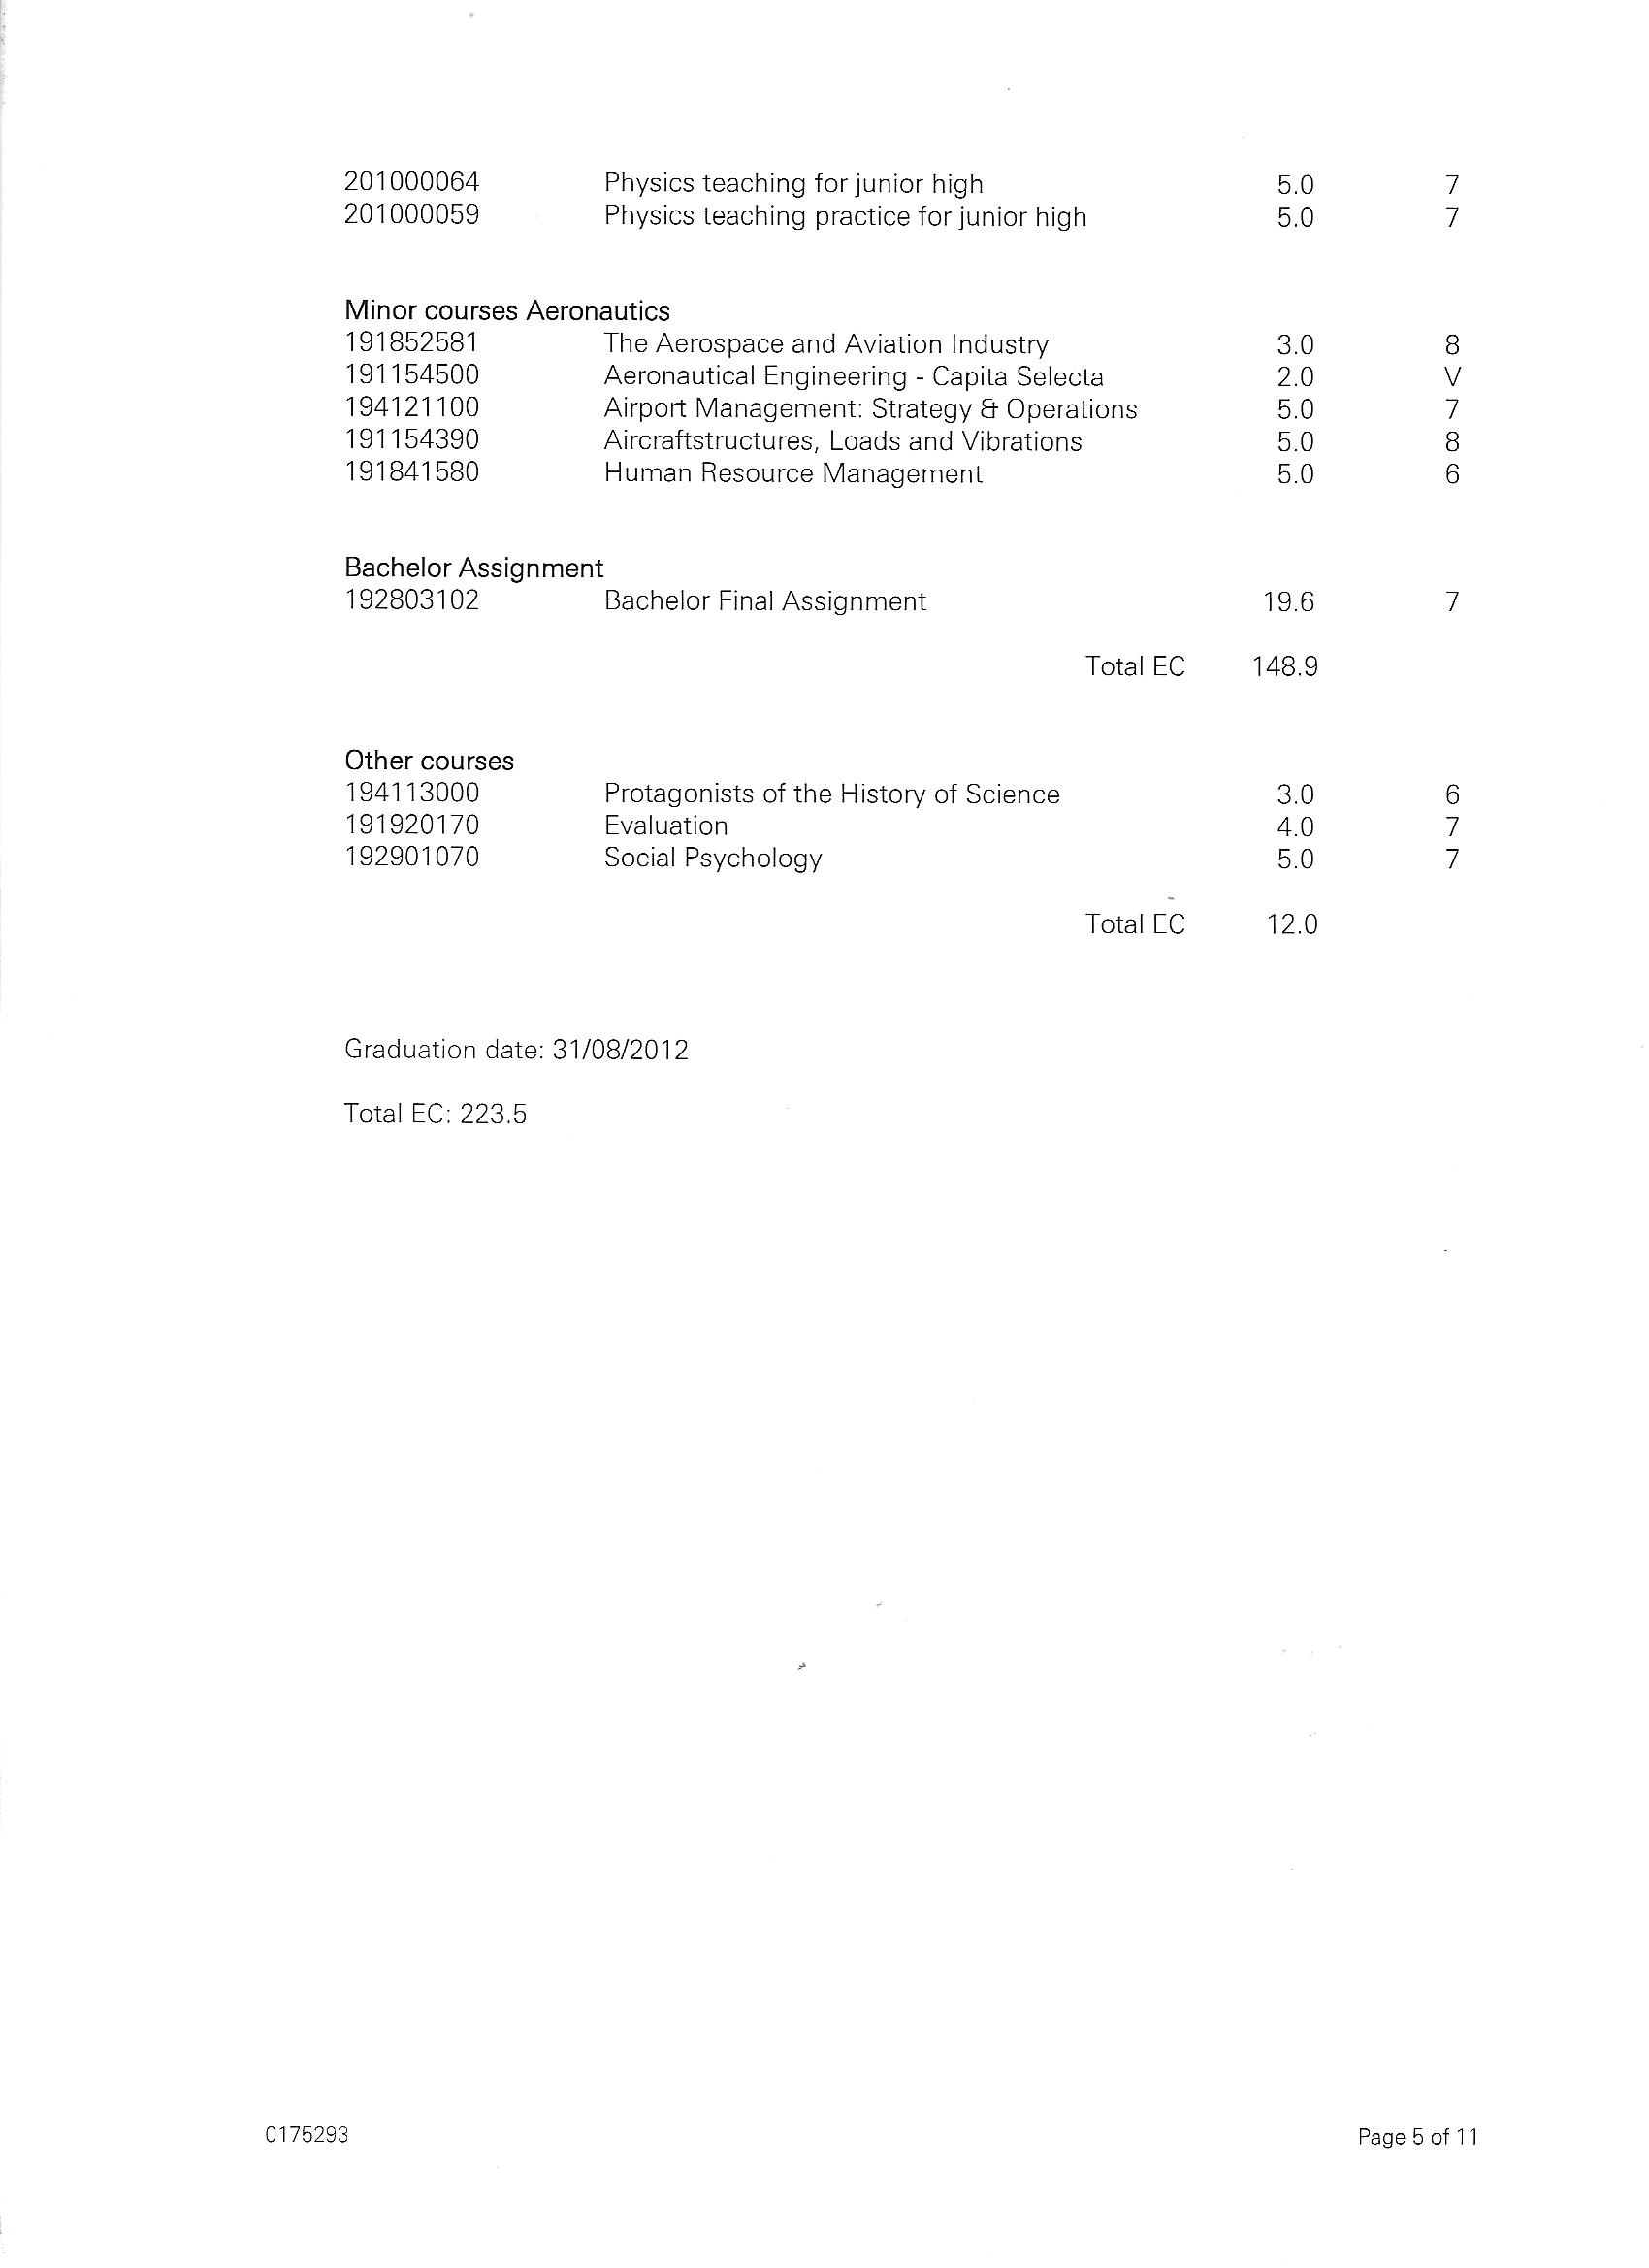 201000064 Physics teaching for junior high 5.0 7
201000059 Physics teaching practice for junior high 5.0 7
Minor courses Aeronautics
191852581 The Aerospace and Aviation Industry 3.0 8
191154500 Aeronautical Engineering - Capita Selecta 2.0 V
194121100 Airport Management: Strategy & Operations 5.0 7
191154390 Aircraftstructures, Loads and Vibrations 5.0 8
191841580 Human Resource Management 5.0 6
Bachelor Assignment
192803102 Bachelor Final Assignment 19.6 7
Total EC 148.9
Other courses
194113000 Protagonists of the History of Science 3.0 6
191920170 Evaluation 4.0 7
192901070 Social Psychology 5.0 7
Total EC 12.0
Graduation date: 31/08/2012
Total EC: 223.5
0175293 Page 5 of 11